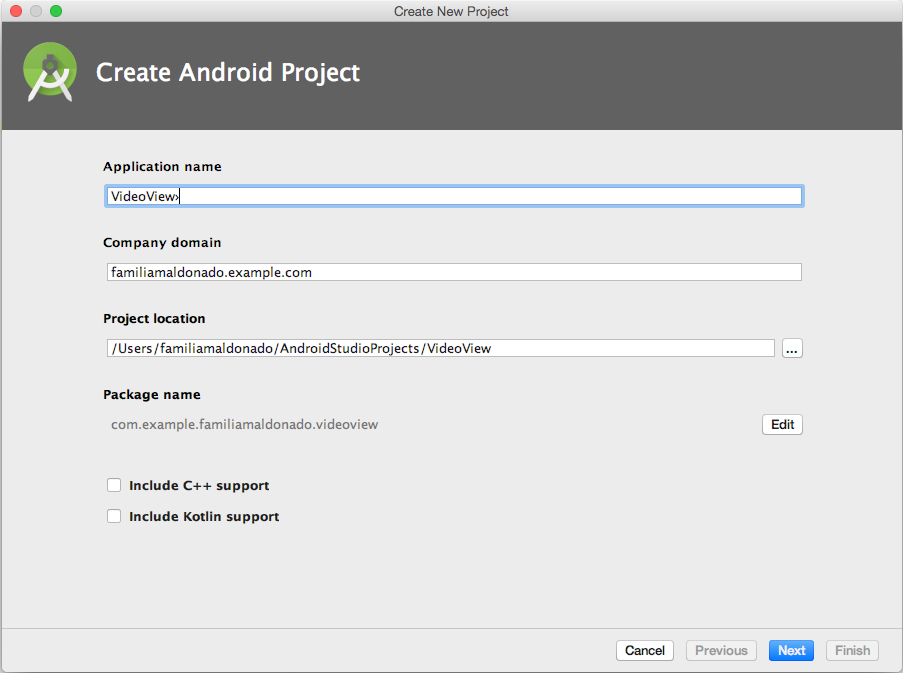 Create New Project
Create Android Project
Application name
VideoView›
Company domain
familiamaldonado.example.com
Project location
/Users/familiamaldonado/AndroidStudioProjects/VideoView
...
Package name
com.example.familiamaldonado.videoview
Edit
Include C++ support
Include Kotlin support
Cancel Previous Next Finish